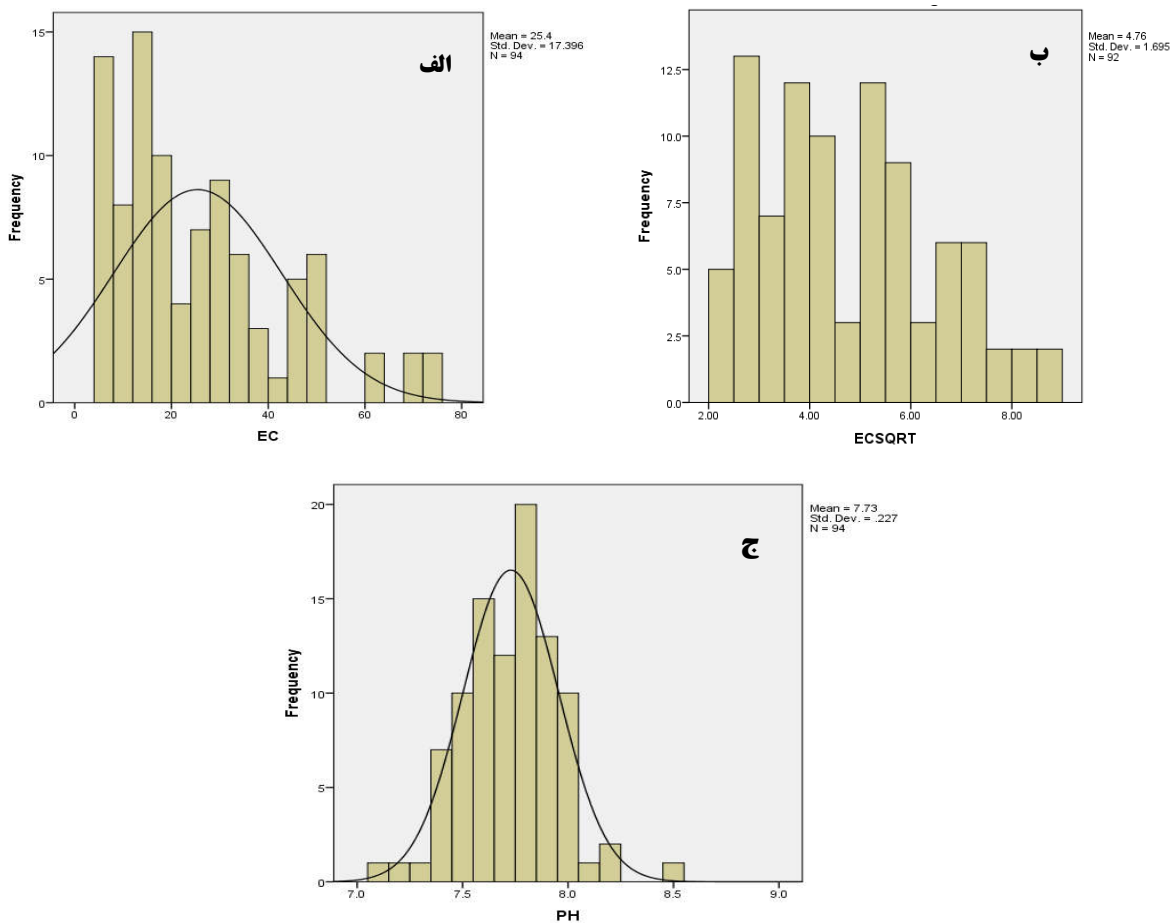 الف
Mean = 25.4
Std. Dev. = 17.396
N = 94
Frequency
15
10
5
0
0 20 40 60 80
EC
ب
Mean = 4.76
Std. Dev. = 1.695
N = 92
Frequency
12.5
10.0
7.5
5.0
2.5
0.0
2.00 4.00 6.00 8.00
ECSQRT
ج
Mean = 7.73
Std. Dev. = .227
N = 94
Frequency
20
15
10
5
0
7.0 7.5 8.0 8.5 9.0
PH